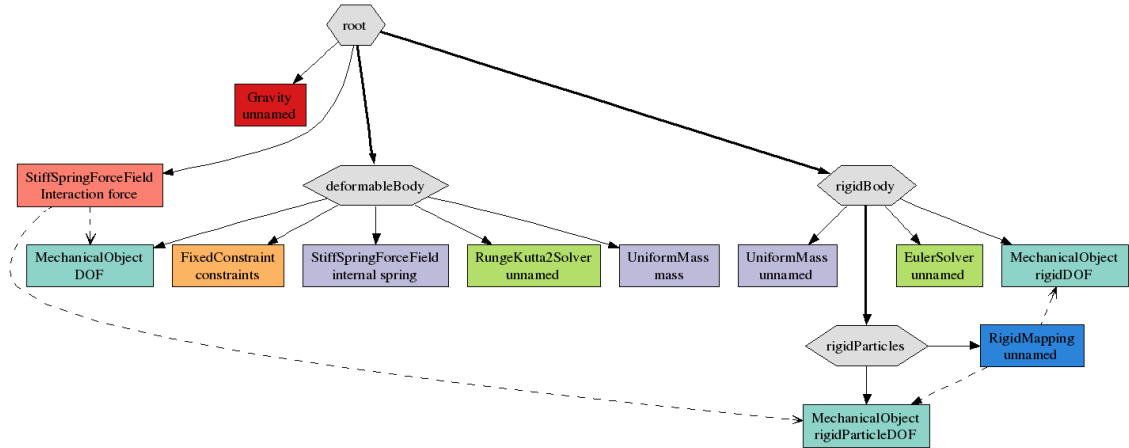 root
Gravity
unnamed
StiffSpringForceField
Interaction force
deformableBody
rigidBody
MechanicalObject
DOF
FixedConstraint
constraints
StiffSpringForceField
internal spring
RungeKutta2Solver
unnamed
UniformMass
mass
UniformMass
unnamed
EulerSolver
unnamed
MechanicalObject
rigidDOF
rigidParticles
RigidMapping
unnamed
MechanicalObject
rigidParticleDOF